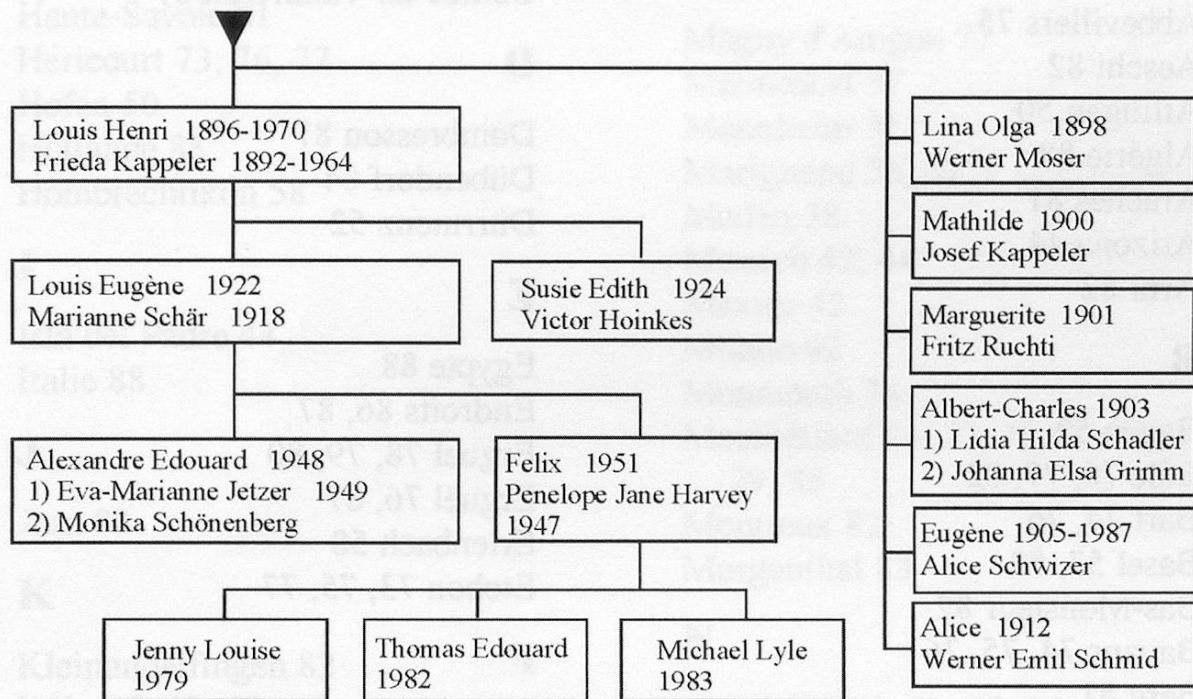 Louis Henri 1896-1970
Frieda Kappeler 1892-1964
Louis Eugène 1922
Marianne Schär 1918
Susie Edith 1924
Victor Hoinkes
Alexandre Edouard 1948
1) Eva-Marianne Jetzer 1949
2) Monika Schönenberg
Felix 1951
Penelope Jane Harvey
1947
Jenny Louise
1979
Thomas Edouard
1982
Michael Lyle
1983
Lina Olga 1898
Werner Moser
Mathilde 1900
Josef Kappeler
Marguerite 1901
Fritz Ruchti
Albert-Charles 1903
1) Lidia Hilda Schadler
2) Johanna Elsa Grimm
Eugène 1905-1987
Alice Schwizer
Alice 1912
Werner Emil Schmid